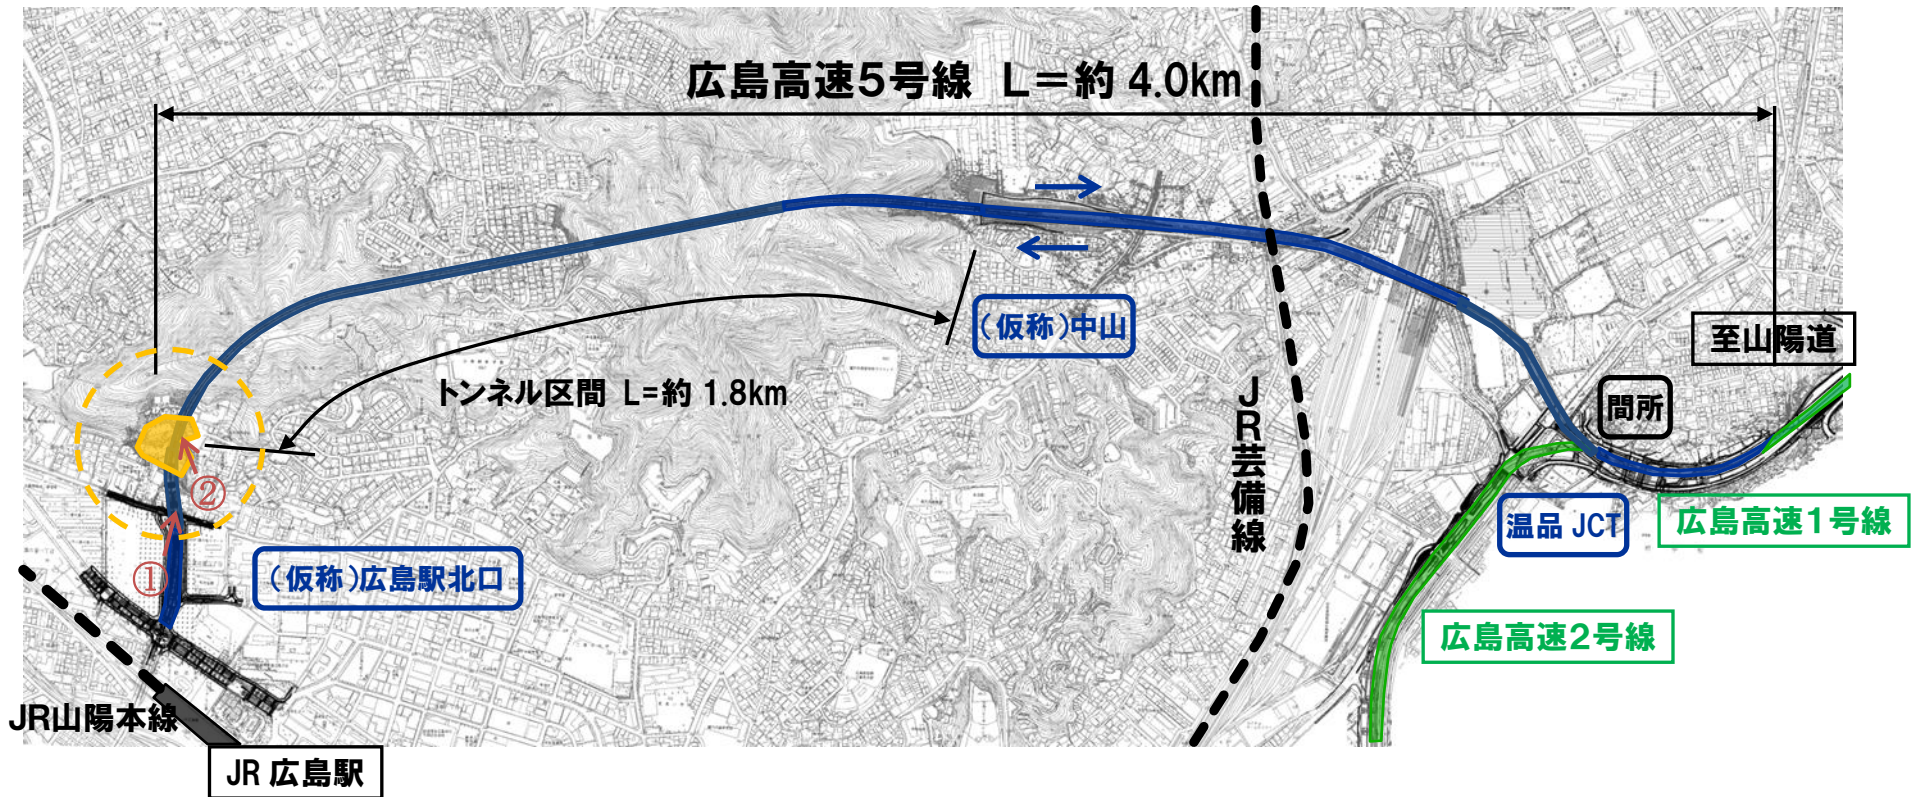 広島高速5号線 L=約 4.0km
(仮称)中山
至山陽道
トンネル区間 L=約 1.8km
間所
JR芸備線
②
温品 JCT
広島高速1号線
①
(仮称)広島駅北口
広島高速2号線
JR山陽本線
JR 広島駅